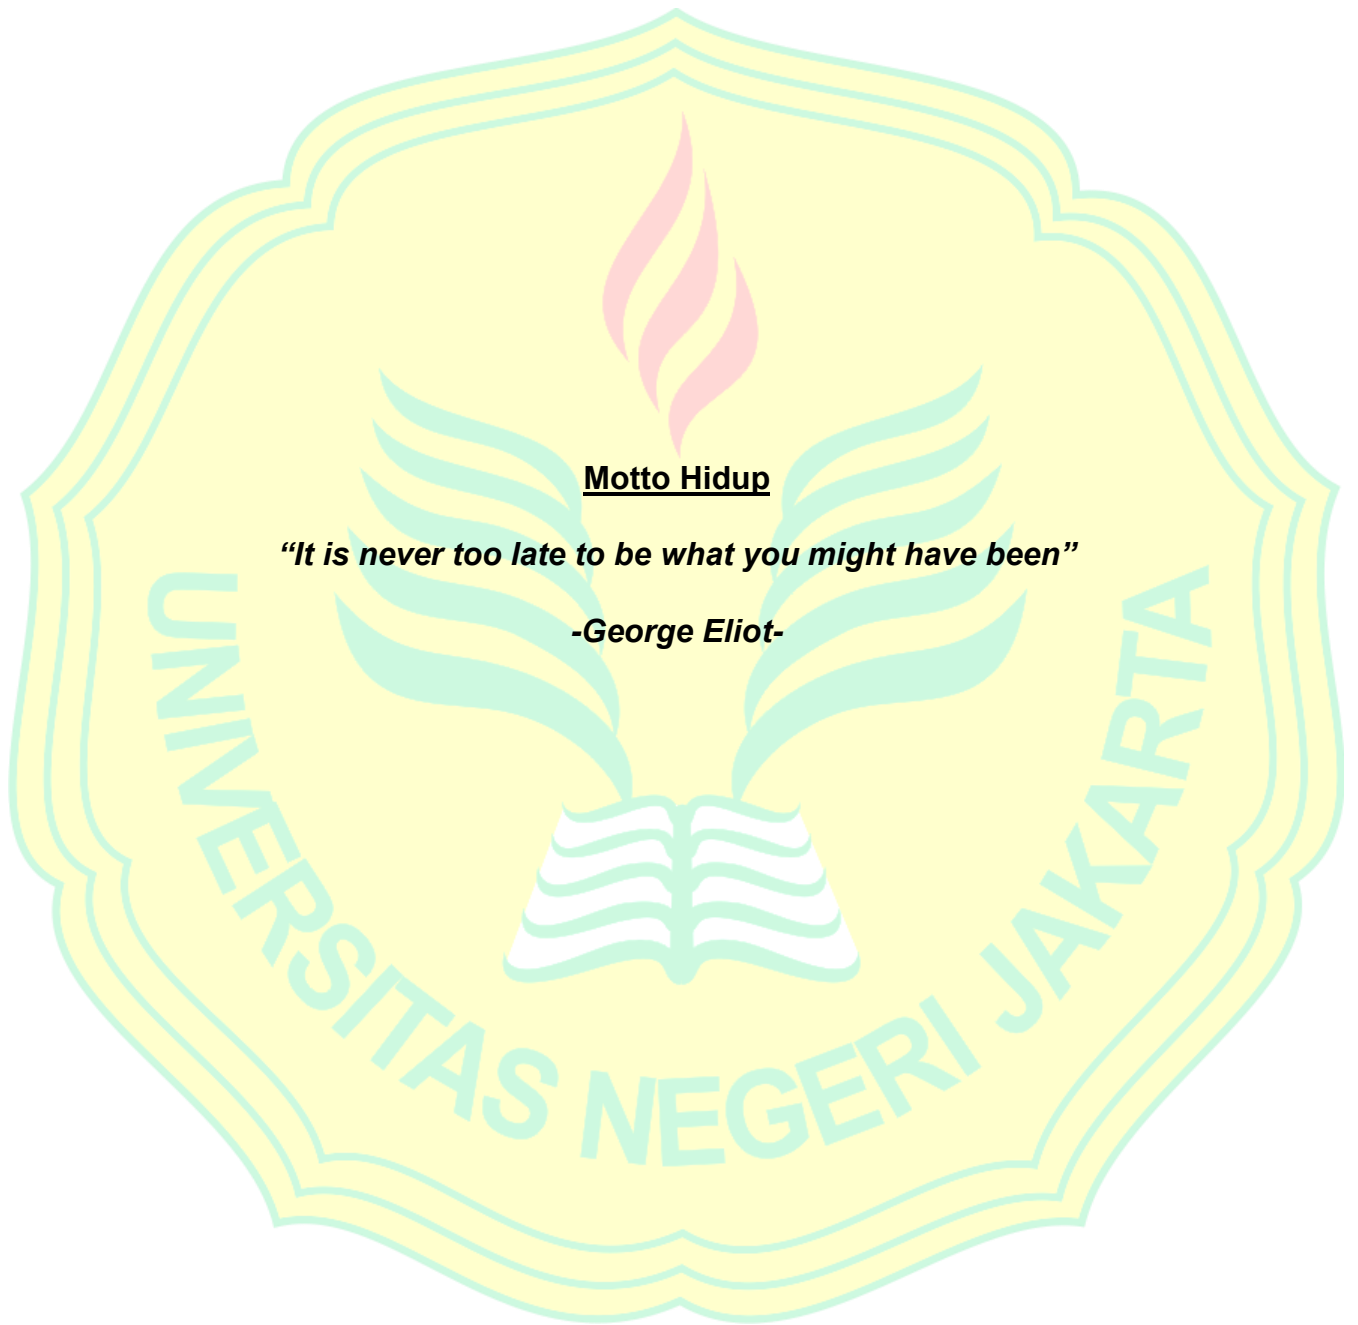 Motto Hidup
“It is never too late to be what you might have been”
-George Eliot-
UNIVERSITAS NEGERI JAKARTA